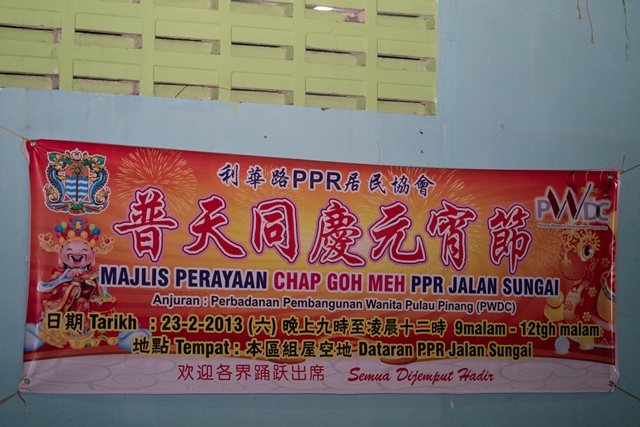 利華路PPR居民協會
PWDC
普天同慶元宵節
MAJLIS PERAYAAN CHAP GOH MEH PPR JALAN SUNGAI
Anjuran : Perbadanan Pembangunan Wanita Pulau Pinang (PWDC)
日期 Tarikh : 23-2-2013 (六) 晚上九時至凌晨十二時 9malam - 12tgh malam
地點 Tempat : 本區組屋空地 Dataran PPR Jalan Sungai
欢迎各界踊跃出席 Semua Dijemput Hadir